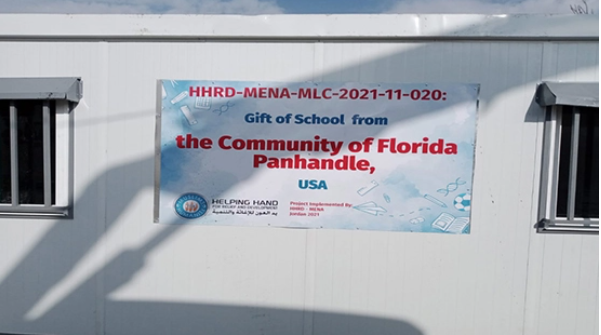 HHRD-MENA-MLC-2021-11-020:
Gift of School from
the Community of Florida
Panhandle,
USA
HELPING HAND
FOR RELIEF AND DEVELOPMENT
يد العون للإغاثة والتنمية
Project Implemented By
HHRD - MENA
Jordan 2021